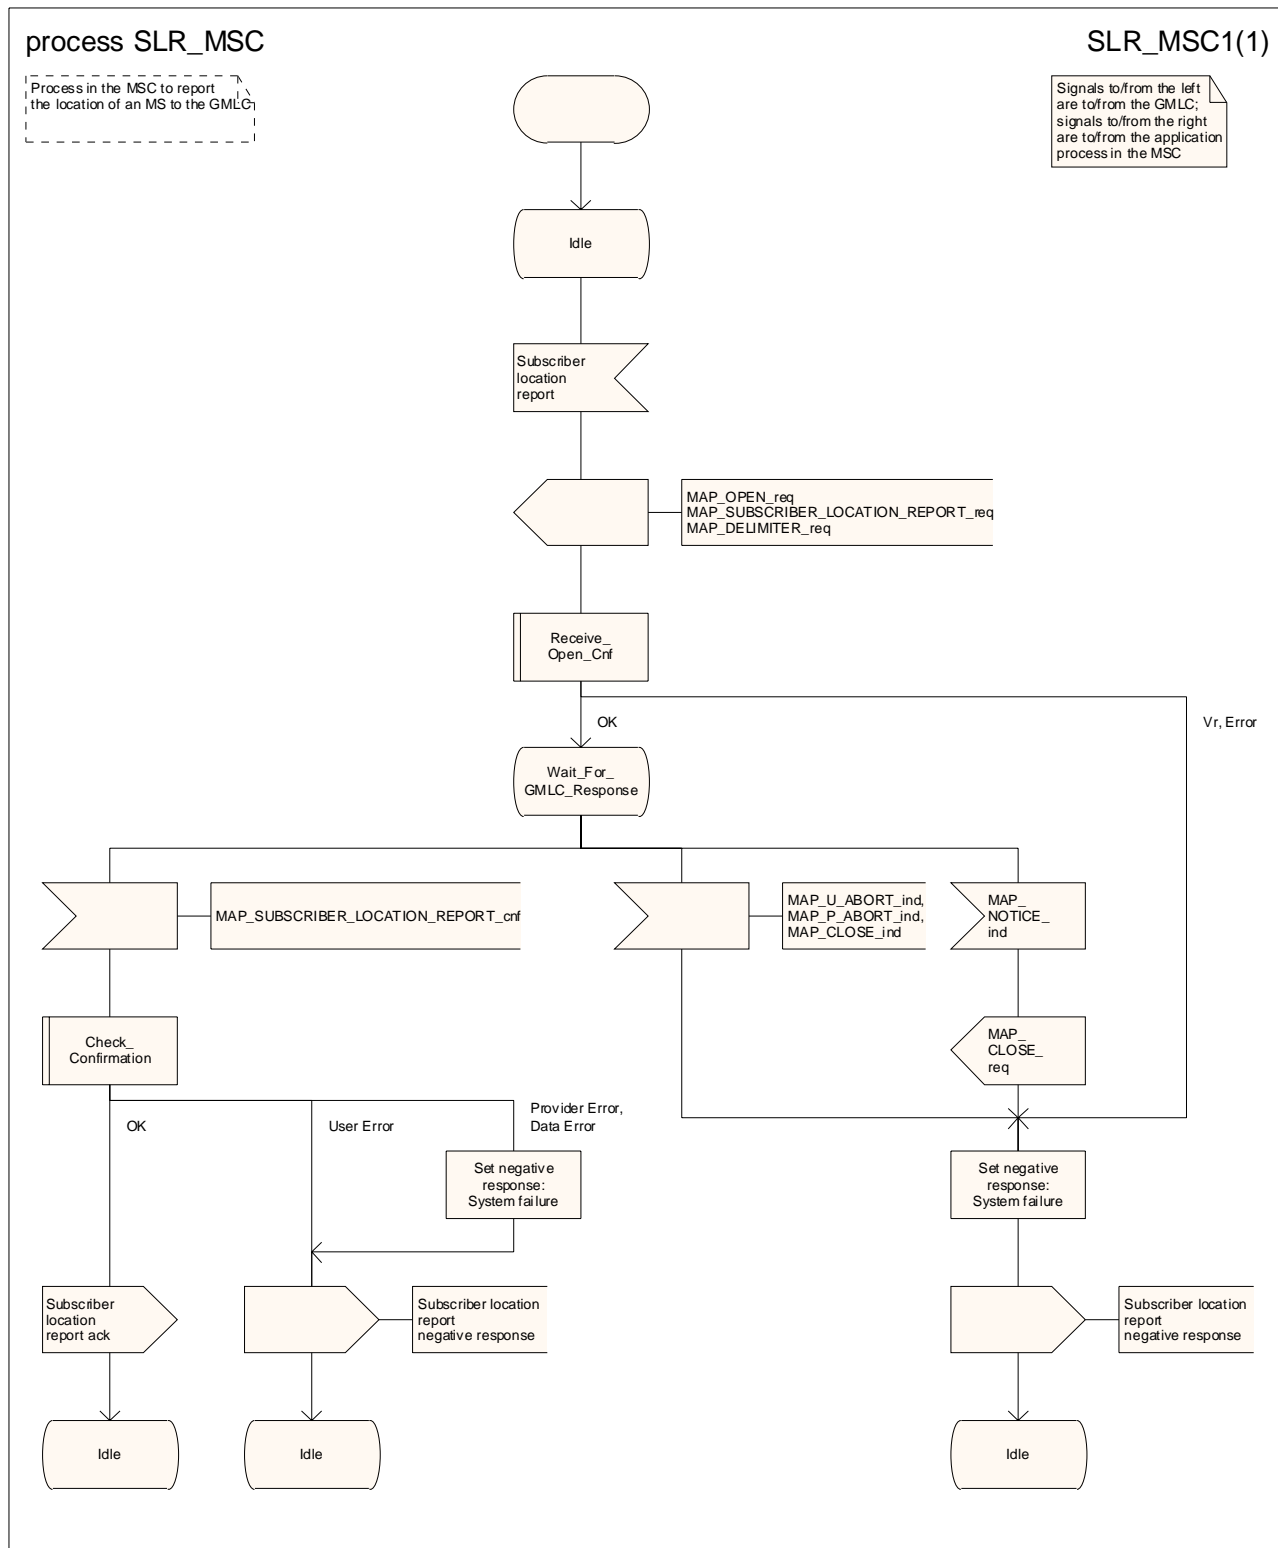 process SLR_MSC
SLR_MSC1(1)
Process in the MSC to report
the location of an MS to the GMLC
Signals to/from the left
are to/from the GMLC;
signals to/from the right
are to/from the application
process in the MSC
Idle
Subscriber
location
report
MAP_OPEN_req
MAP_SUBSCRIBER_LOCATION_REPORT_req
MAP_DELIMITER_req
Receive_
Open_Cnf
OK
Vr, Error
Wait_For_
GMLC_Response
MAP_SUBSCRIBER_LOCATION_REPORT_cnf
MAP_U_ABORT_ind,
MAP_P_ABORT_ind,
MAP_CLOSE_ind
MAP_
NOTICE_
ind
Check_
Confirmation
MAP_
CLOSE_
req
OK
User Error
Provider Error,
Data Error
Set negative
response:
System failure
Set negative
response:
System failure
Subscriber
location
report ack
Subscriber location
report
negative response
Subscriber location
report
negative response
Idle
Idle
Idle